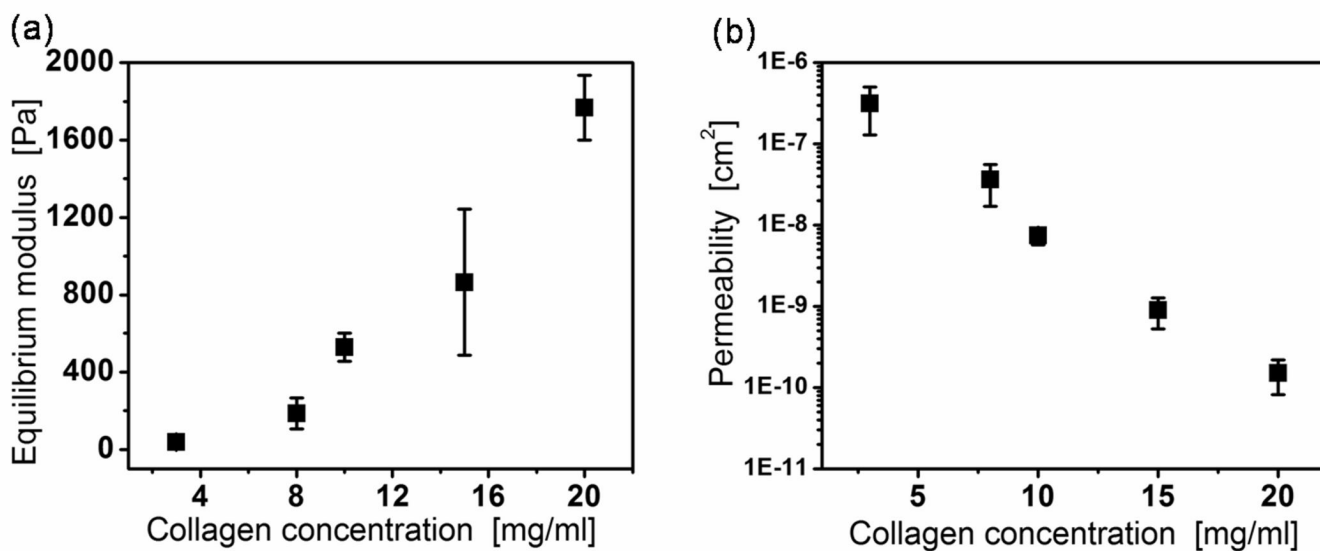 (a)
Equilibrium modulus [Pa]
2000
1600
1200
800
400
0
4 8 12 16 20
Collagen concentration [mg/ml]
(b)
Permeability [cm²]
1E-6
1E-7
1E-8
1E-9
1E-10
1E-11
5 10 15 20
Collagen concentration [mg/ml]